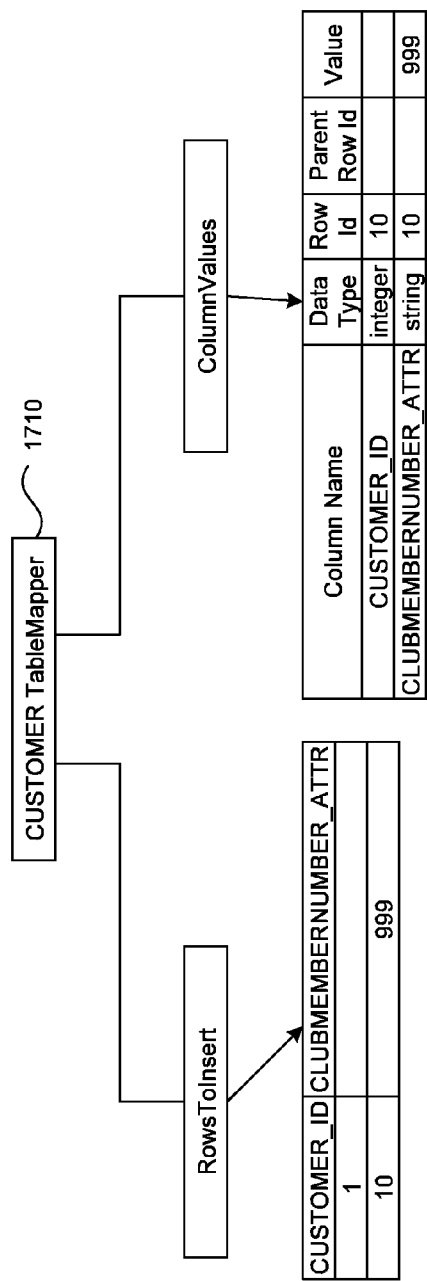 CUSTOMER TableMapper
1710
RowsToInsert
ColumnValues
CUSTOMER_ID CLUBMEMBERNUMBER_ATTR
1
10 999
Column Name Data Type Row Id Parent Row Id Value
CUSTOMER_ID integer 10
CLUBMEMBERNUMBER_ATTR string 10 999